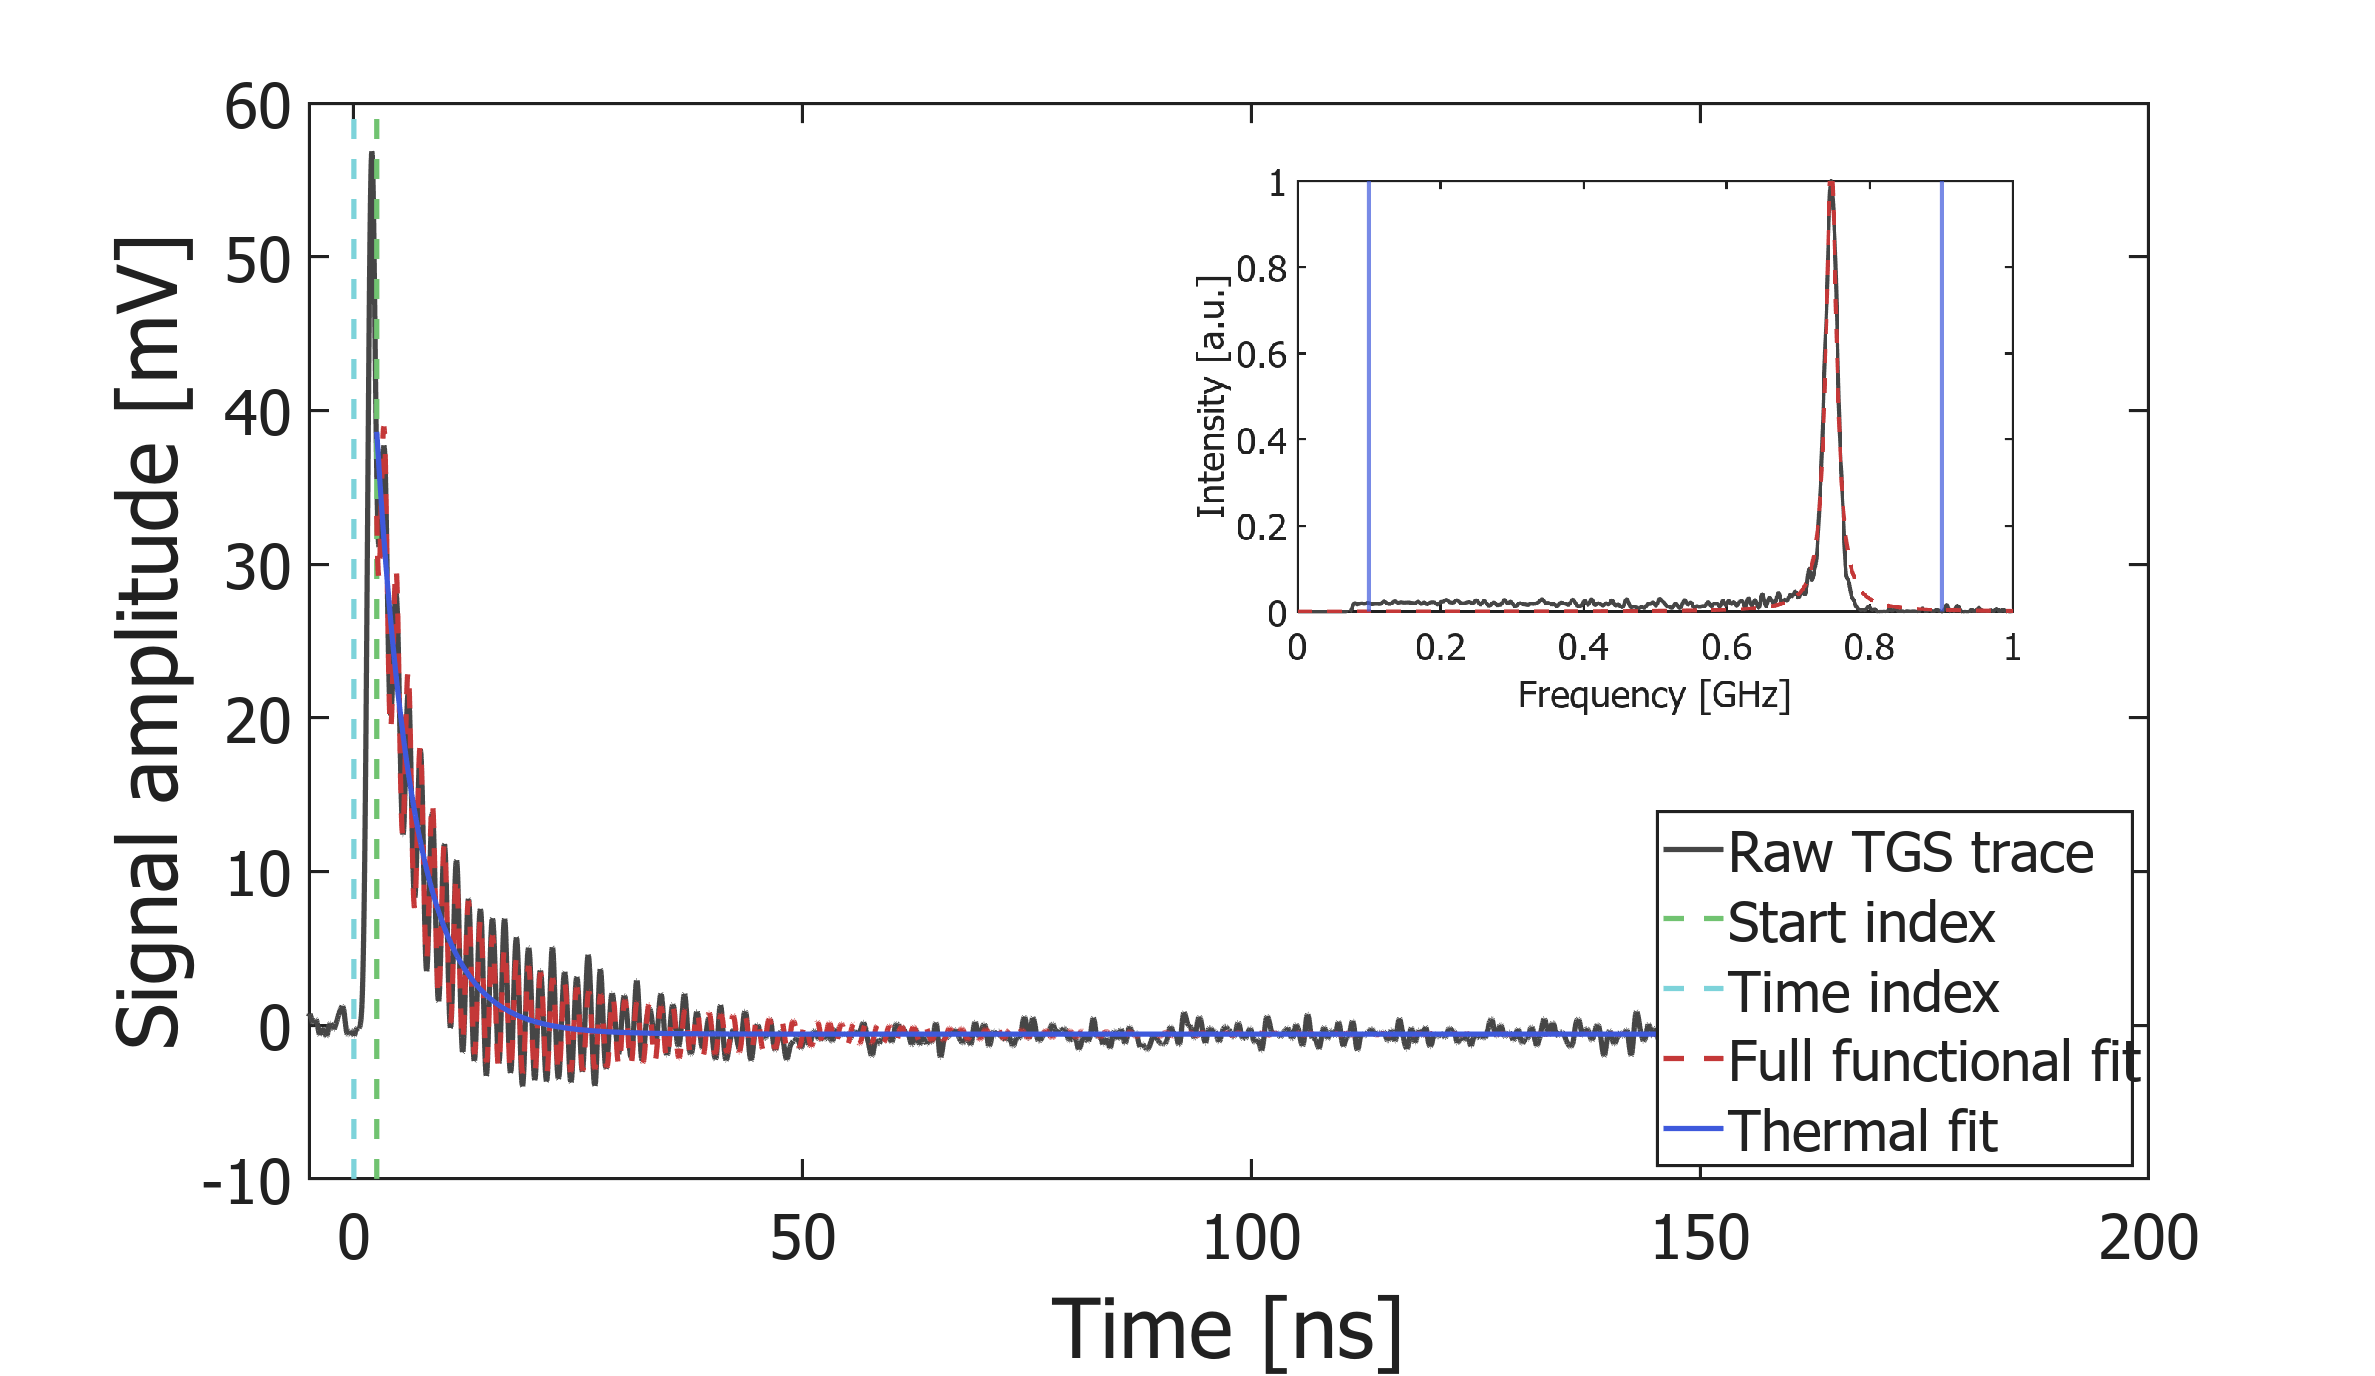 60
50
40
30
20
10
0
-10
Signal amplitude [mV]
0
50
100
150
200
Time [ns]
1
0.8
0.6
0.4
0.2
0
Intensity [a.u.]
0
0.2
0.4
0.6
0.8
1
Frequency [GHz]
Raw TGS trace
Start index
Time index
Full functional fit
Thermal fit